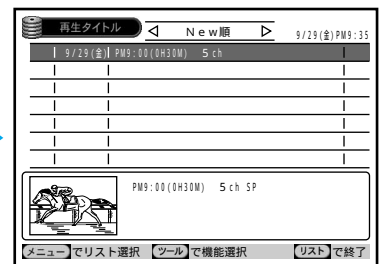 再生タイトル New順 9/29(金)PM9:35
9/29(金) PM9:00(0H30M) 5ch
PM9:00(0H30M) 5ch SP
メニューでリスト選択 ツールで機能選択 リストで終了